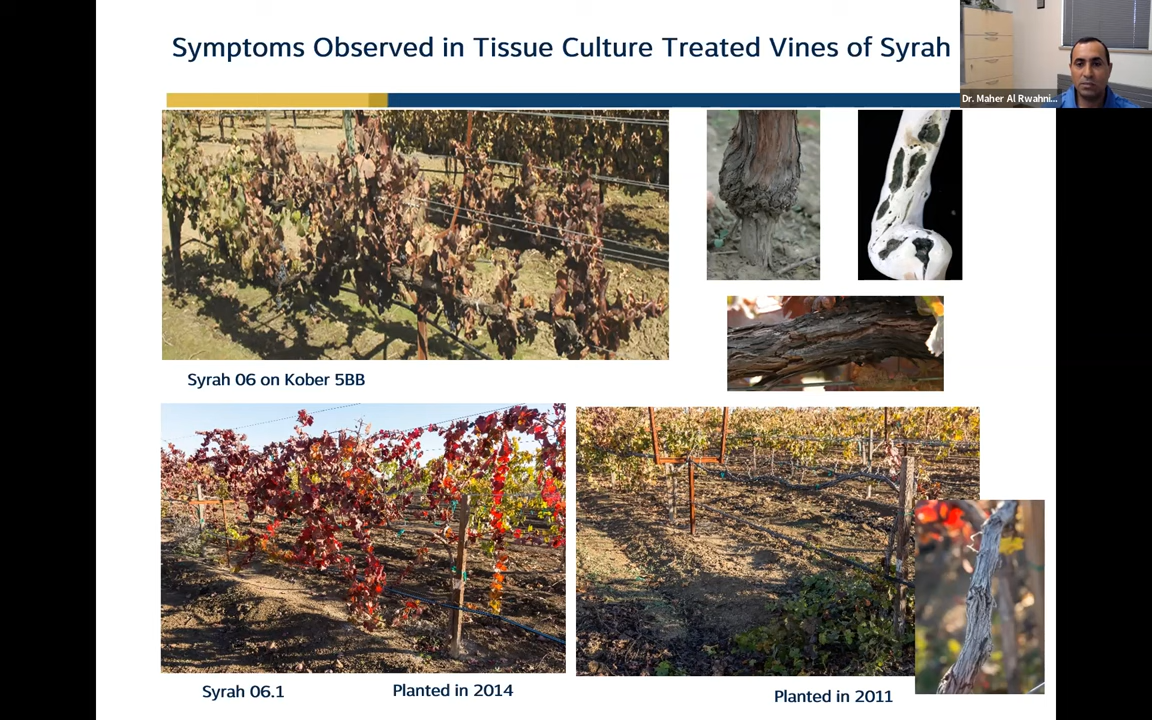 Symptoms Observed in Tissue Culture Treated Vines of Syrah
Dr. Maher Al Rwahni...
Syrah 06 on Kober 5BB
Syrah 06.1
Planted in 2014
Planted in 2011